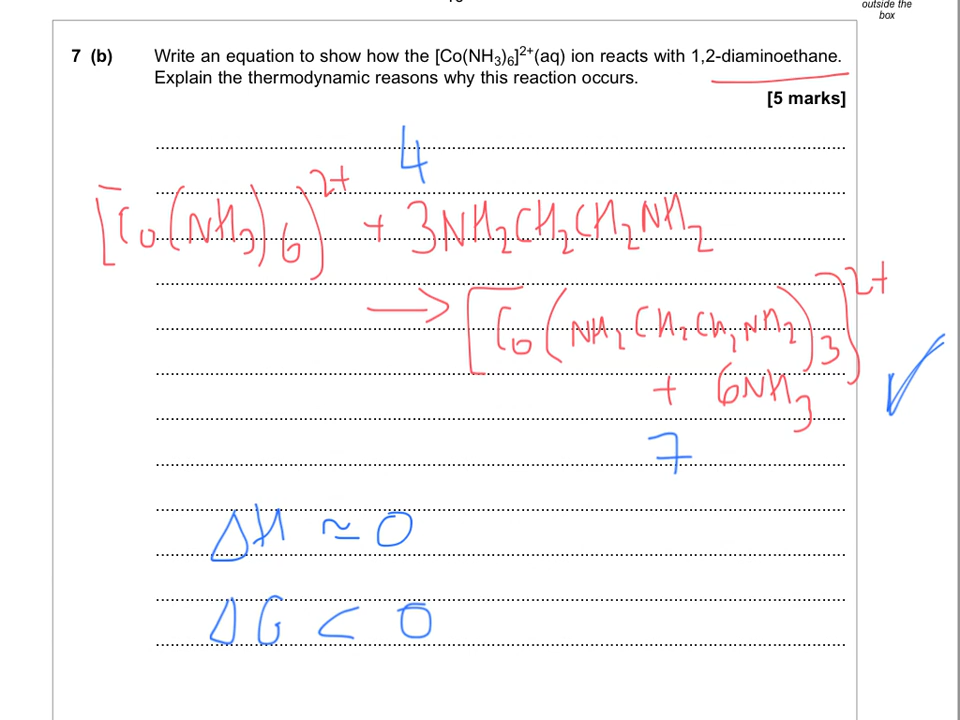 outside the
box
7 (b) Write an equation to show how the [Co(NH₃)₆]²⁺(aq) ion reacts with 1,2-diaminoethane.
Explain the thermodynamic reasons why this reaction occurs.
[5 marks]
4
[Co(NH₃)₆]²⁺ + 3NH₂CH₂CH₂NH₂
→ [Co(NH₂CH₂CH₂NH₂)₃]²⁺
+ 6NH₃
7
ΔH ≃ 0
ΔG < 0